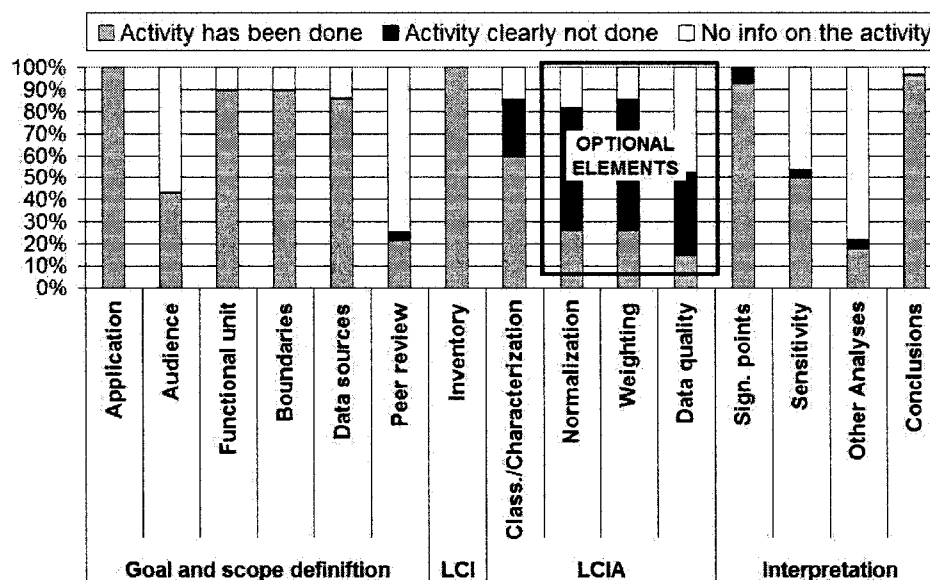 Activity has been done Activity clearly not done No info on the activity
100%
90%
80%
70%
60%
50%
40%
30%
20%
10%
0%
OPTIONAL
ELEMENTS
Application
Audience
Functional unit
Boundaries
Data sources
Peer review
Inventory
Class./Characterization
Normalization
Weighting
Data quality
Sign. points
Sensitivity
Other Analyses
Conclusions
Goal and scope definiftion LCI LCIA Interpretation